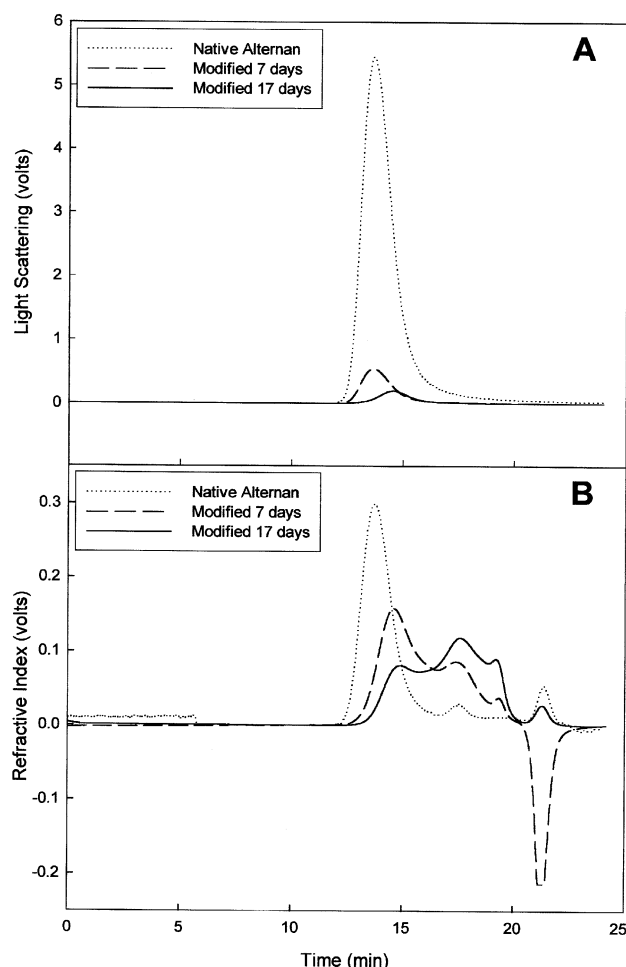 6
Native Alternan
Modified 7 days
Modified 17 days
A
5
4
3
2
1
0
Light Scattering (volts)
Native Alternan
Modified 7 days
Modified 17 days
B
0.3
0.2
0.1
0.0
-0.1
-0.2
Refractive Index (volts)
0 5 10 15 20 25
Time (min)